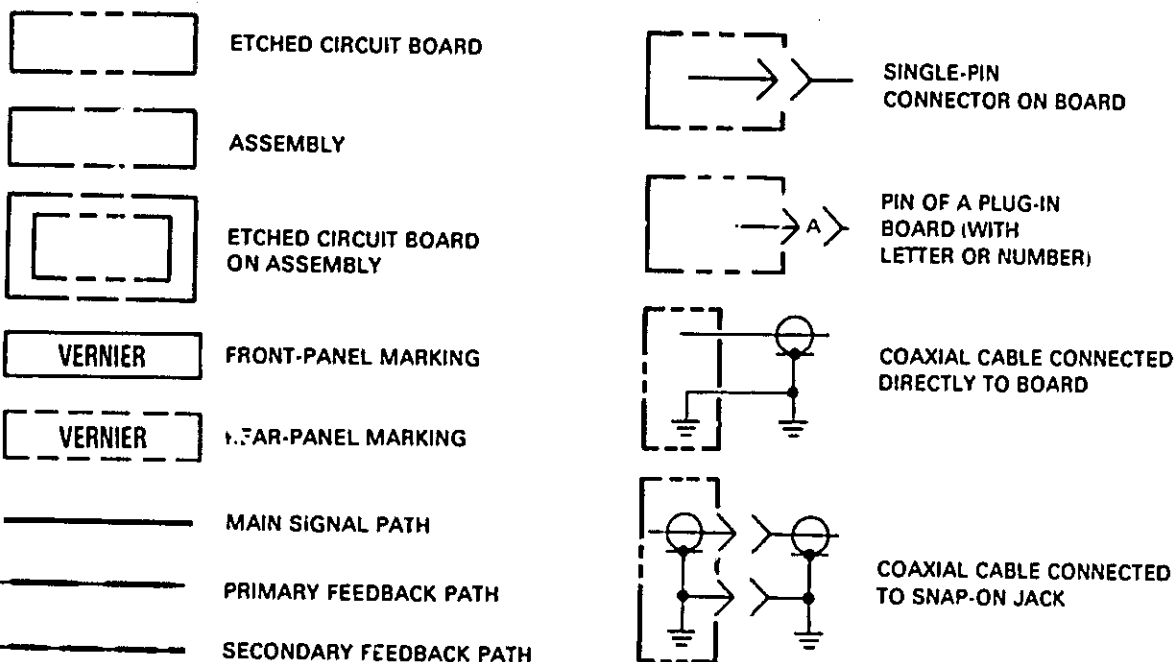 ETCHED CIRCUIT BOARD
ASSEMBLY
ETCHED CIRCUIT BOARD
ON ASSEMBLY
VERNIER
FRONT-PANEL MARKING
VERNIER
REAR-PANEL MARKING
MAIN SIGNAL PATH
PRIMARY FEEDBACK PATH
SECONDARY FEEDBACK PATH
SINGLE-PIN
CONNECTOR ON BOARD
A
PIN OF A PLUG-IN
BOARD (WITH
LETTER OR NUMBER)
COAXIAL CABLE CONNECTED
DIRECTLY TO BOARD
COAXIAL CABLE CONNECTED
TO SNAP-ON JACK